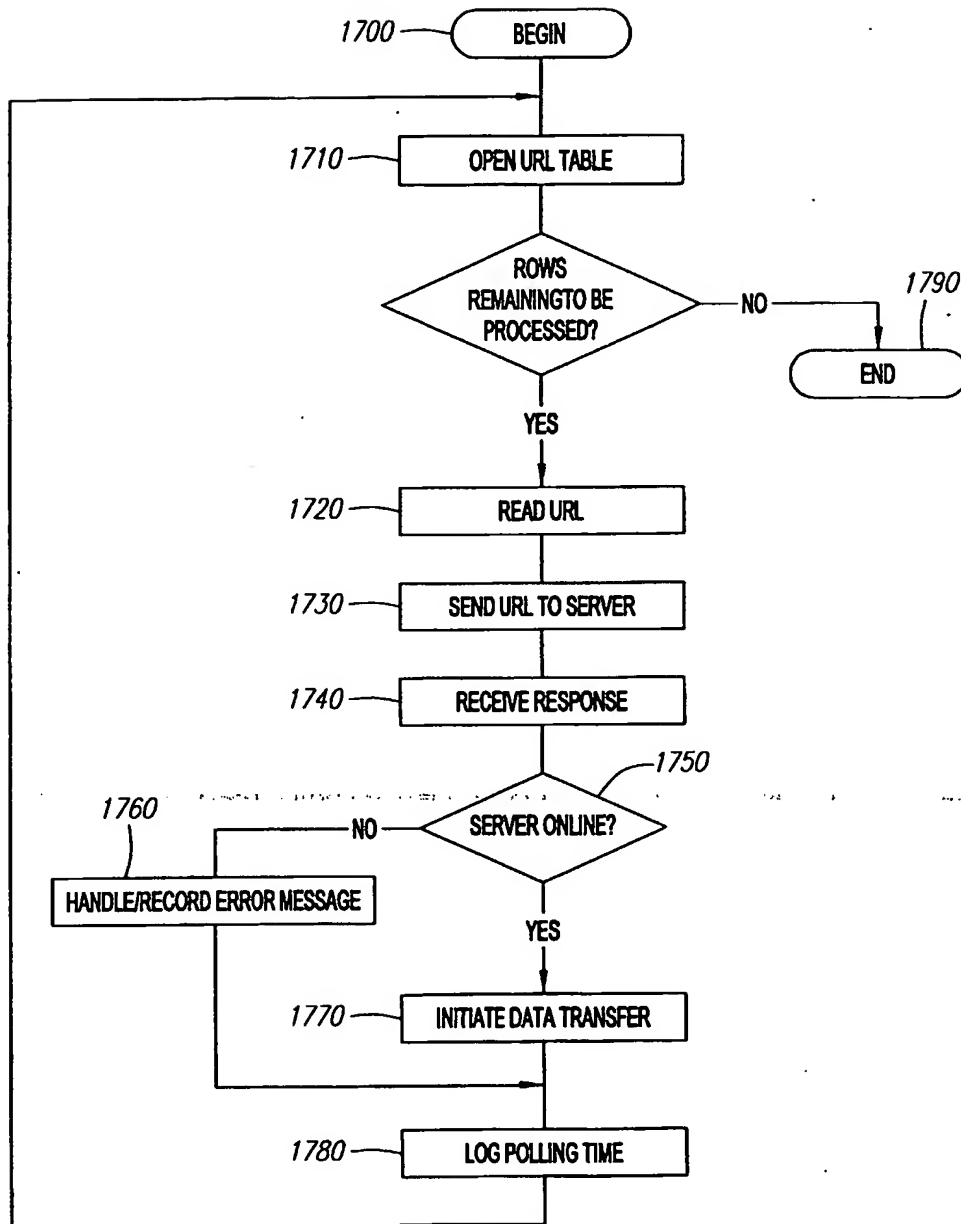 1700
BEGIN
1710
OPEN URL TABLE
ROWS
REMAININGTO BE
PROCESSED?
NO
1790
END
YES
1720
READ URL
1730
SEND URL TO SERVER
1740
RECEIVE RESPONSE
1750
SERVER ONLINE?
NO
1760
HANDLE/RECORD ERROR MESSAGE
YES
1770
INITIATE DATA TRANSFER
1780
LOG POLLING TIME